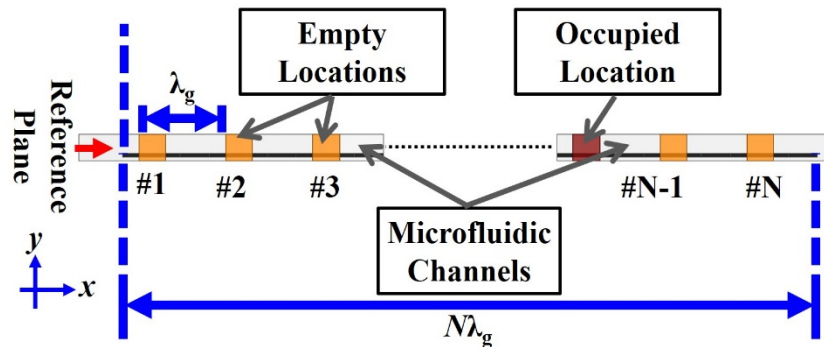 Empty
Locations
Occupied
Location
λg
Reference
Plane
#1
#2
#3
#N-1
#N
Microfluidic
Channels
y
x
Nλg